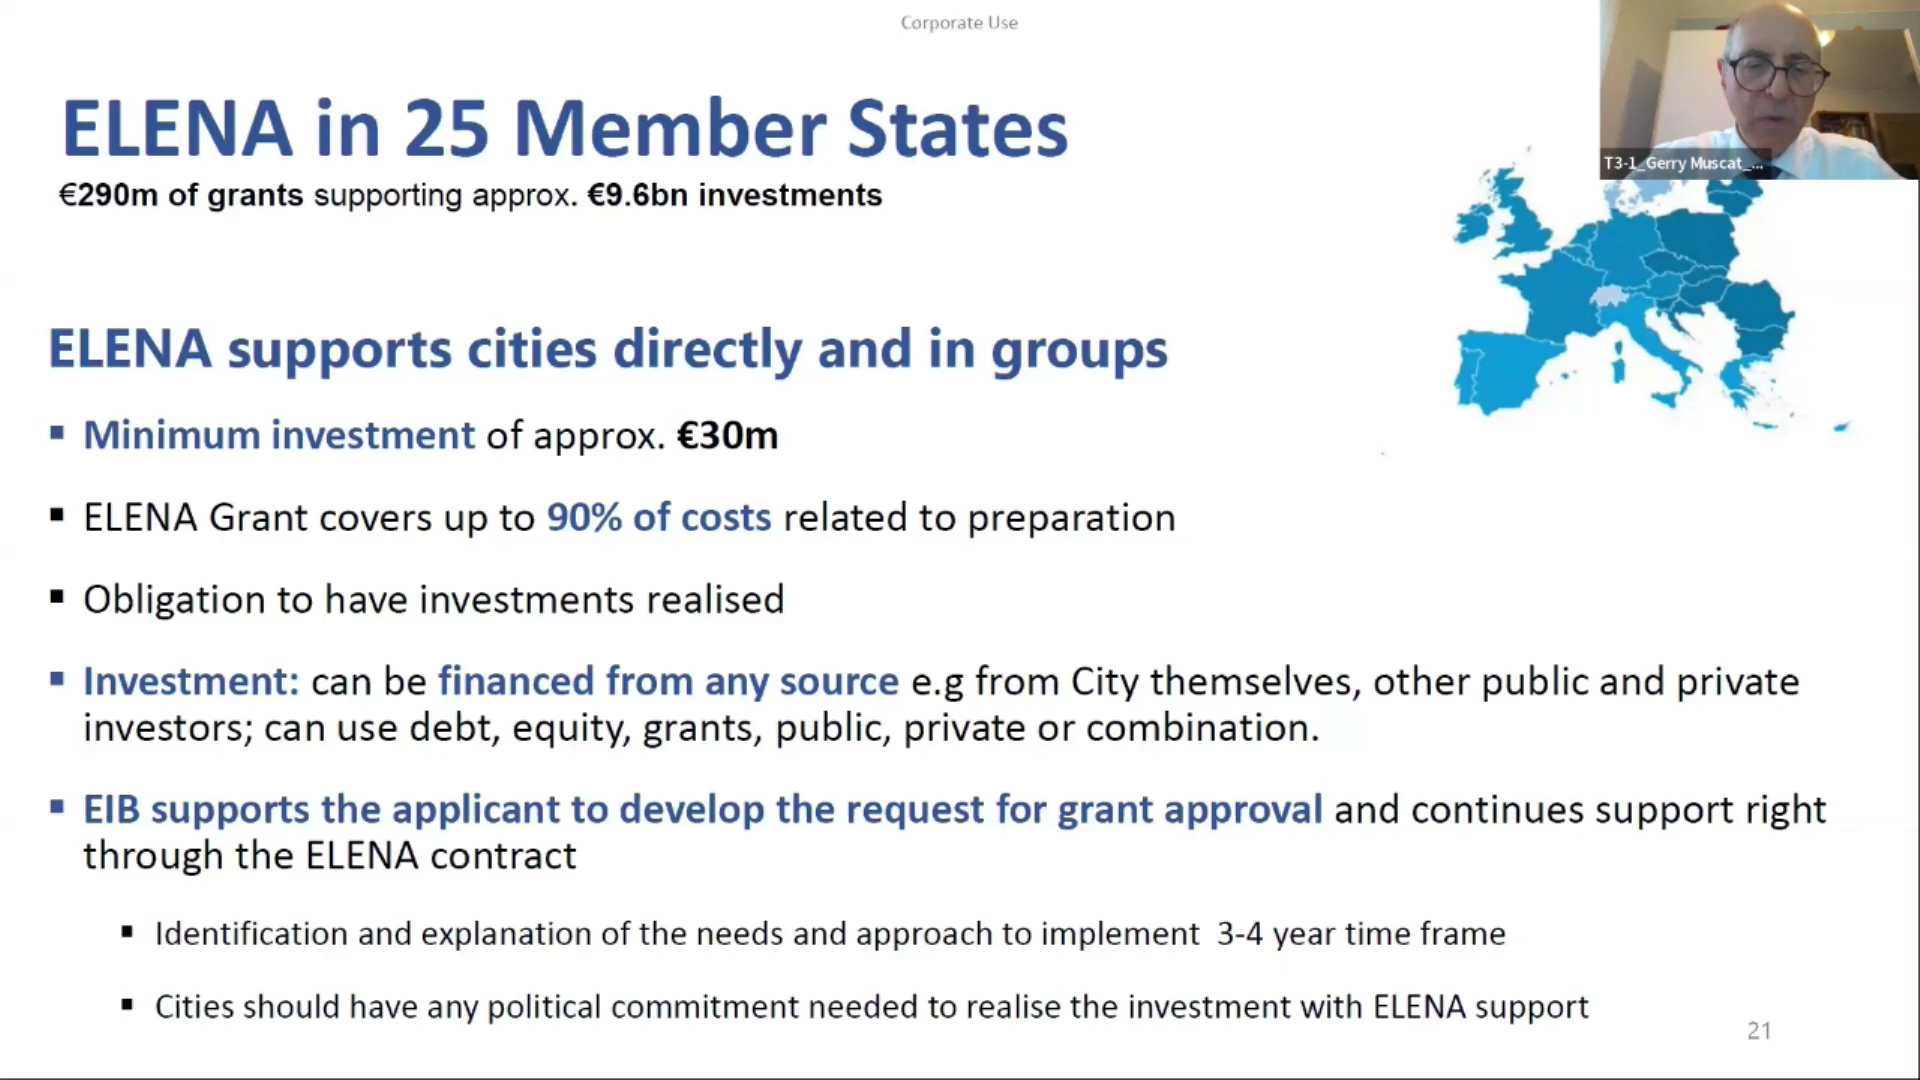 Corporate Use
ELENA in 25 Member States
€290m of grants supporting approx. €9.6bn investments
T3-1_Gerry Muscat_...
ELENA supports cities directly and in groups
▪ Minimum investment of approx. €30m
▪ ELENA Grant covers up to 90% of costs related to preparation
▪ Obligation to have investments realised
▪ Investment: can be financed from any source e.g from City themselves, other public and private
investors; can use debt, equity, grants, public, private or combination.
▪ EIB supports the applicant to develop the request for grant approval and continues support right
through the ELENA contract
▪ Identification and explanation of the needs and approach to implement 3-4 year time frame
▪ Cities should have any political commitment needed to realise the investment with ELENA support
21